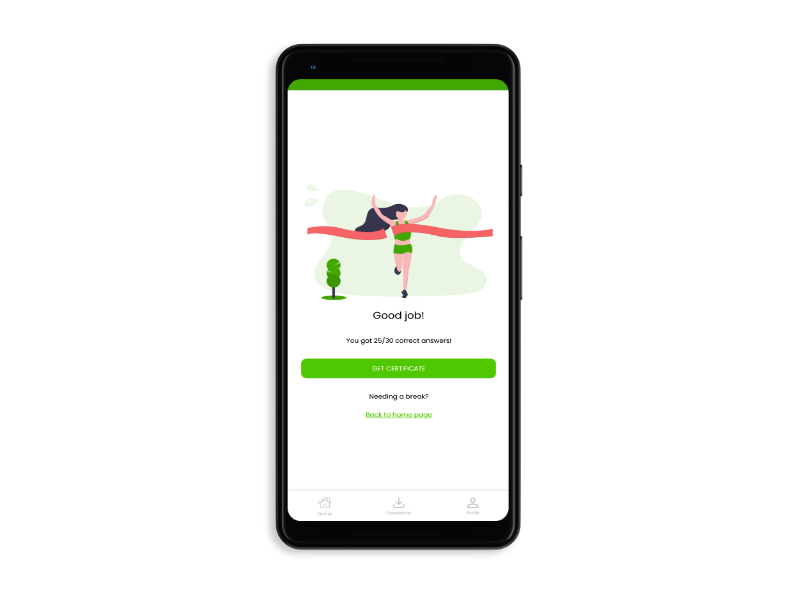 Good job!
You got 25/30 correct answers!
GET CERTIFICATE
Needing a break?
Back to home page
Home
Downloads
Profile